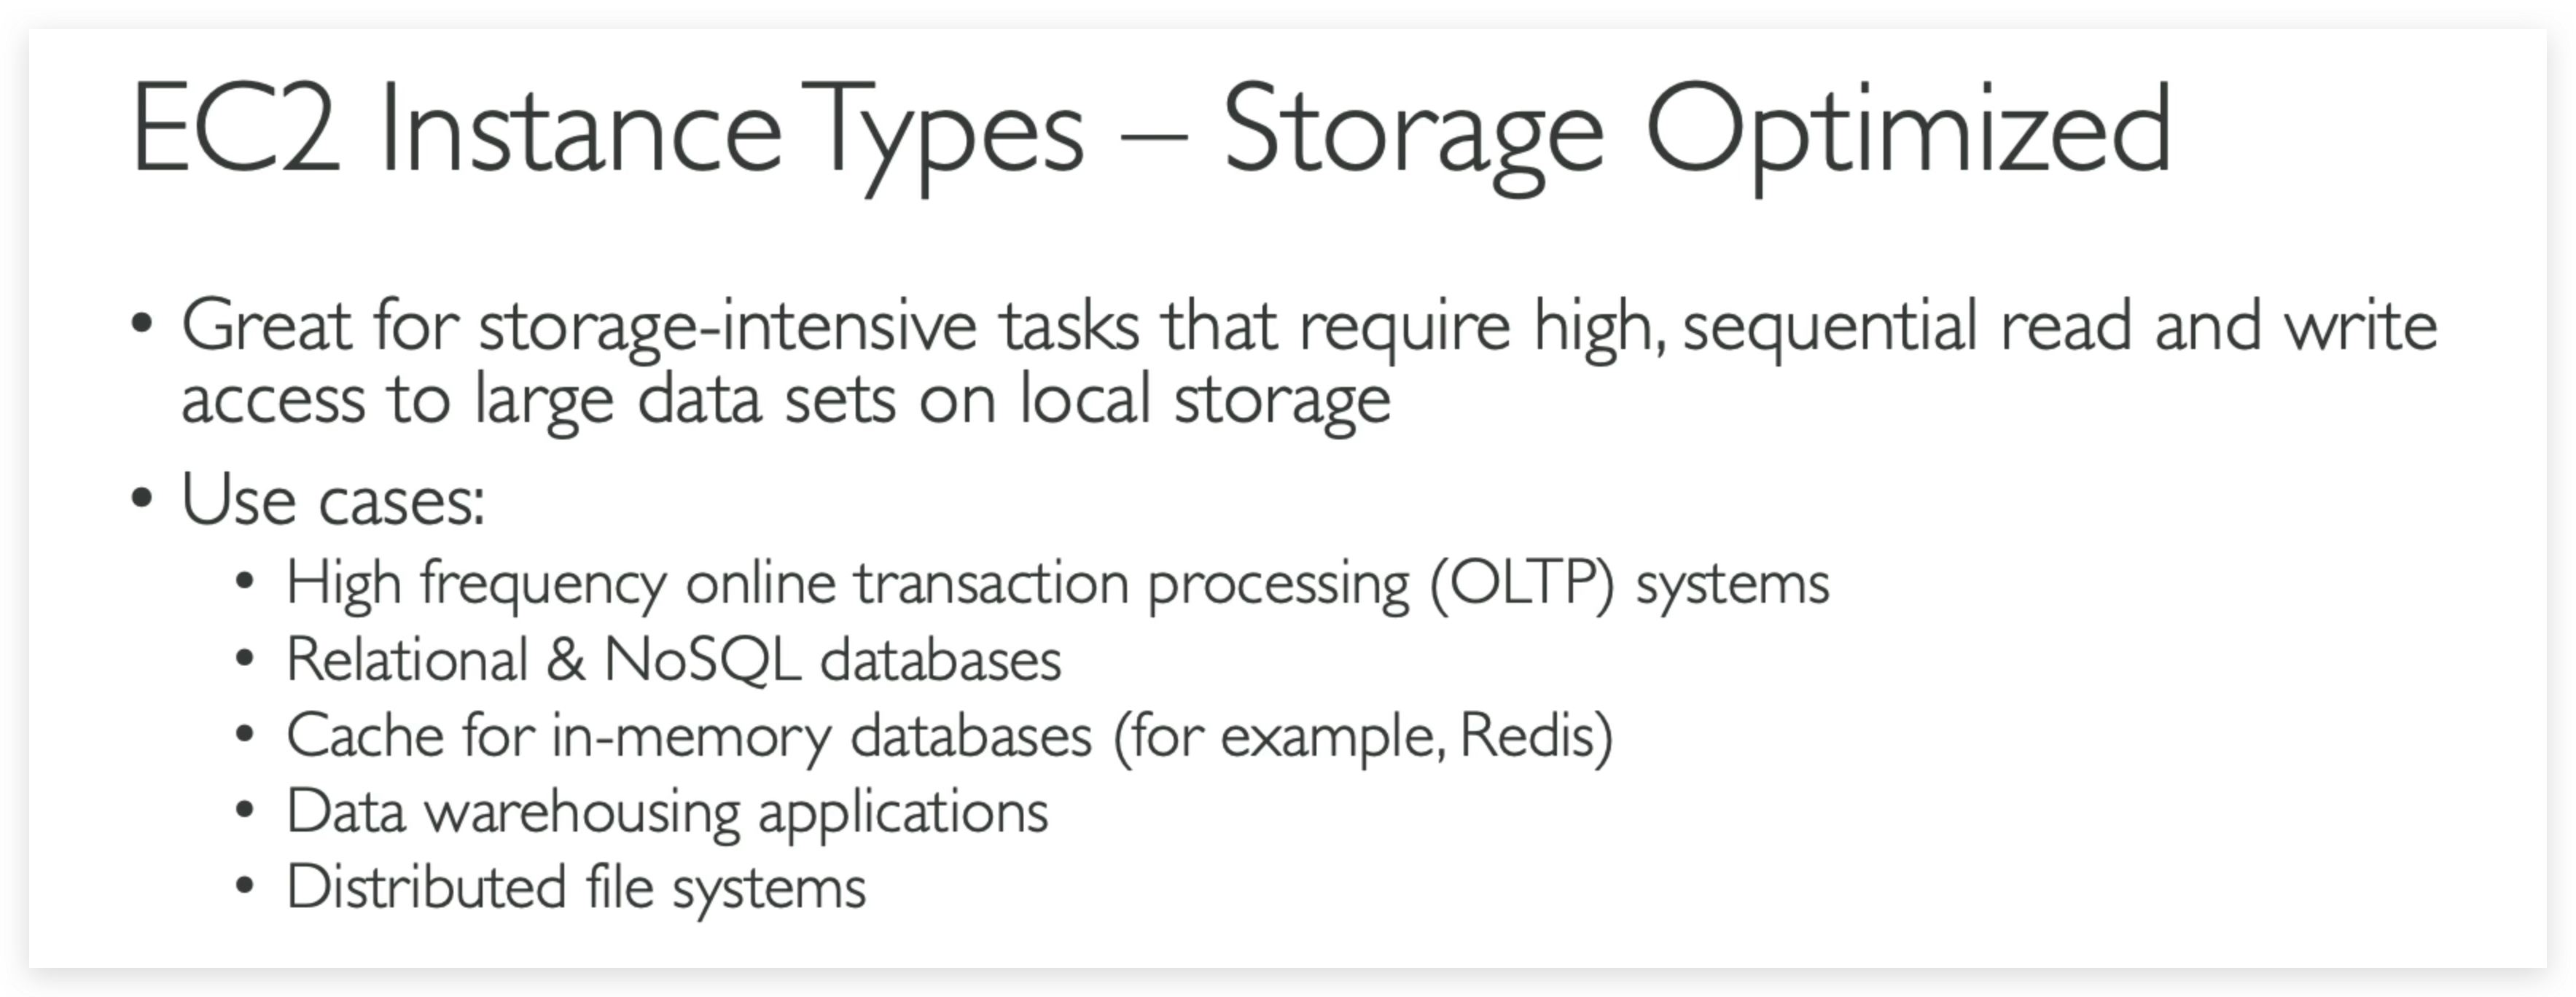 EC2 Instance Types – Storage Optimized
• Great for storage-intensive tasks that require high, sequential read and write
access to large data sets on local storage
• Use cases:
• High frequency online transaction processing (OLTP) systems
• Relational & NoSQL databases
• Cache for in-memory databases (for example, Redis)
• Data warehousing applications
• Distributed file systems